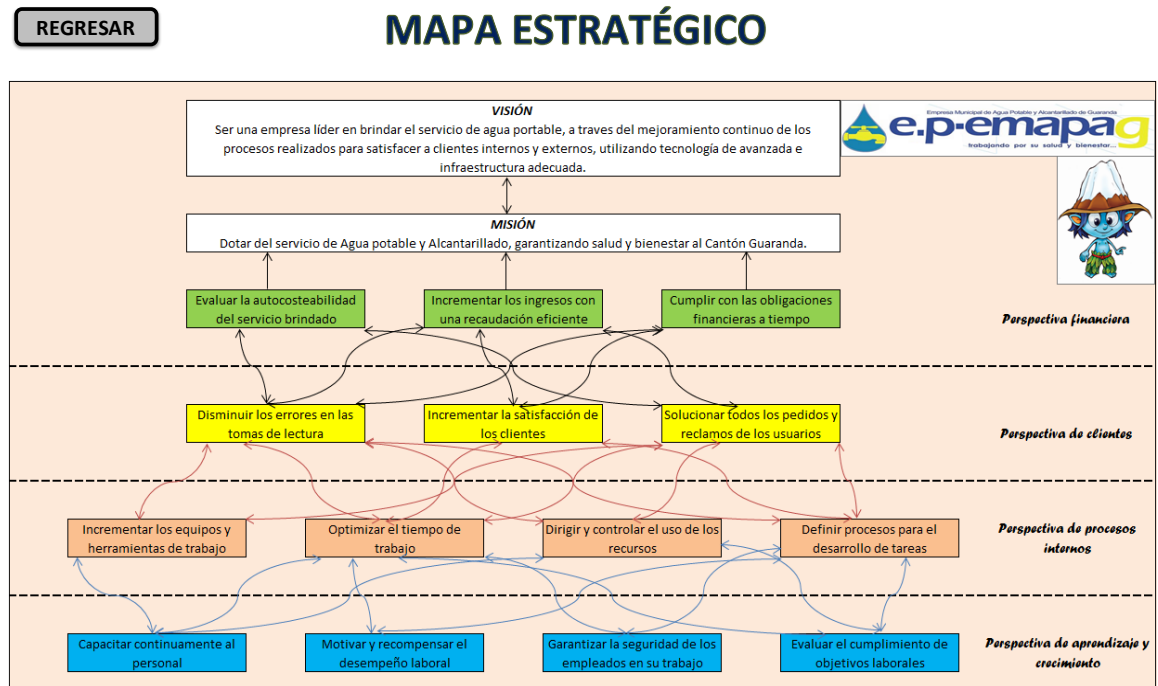 REGRESAR
MAPA ESTRATÉGICO
VISIÓN
Ser una empresa líder en brindar el servicio de agua portable, a traves del mejoramiento continuo de los
procesos realizados para satisfacer a clientes internos y externos, utilizando tecnología de avanzada e
infraestructura adecuada.
Empresa Municipal de Agua Potable y Alcantarillado de Guaranda
e.p-emapag
trabajando por su salud y bienestar...
MISIÓN
Dotar del servicio de Agua potable y Alcantarillado, garantizando salud y bienestar al Cantón Guaranda.
Evaluar la autocosteabilidad
del servicio brindado
Incrementar los ingresos con
una recaudación eficiente
Cumplir con las obligaciones
financieras a tiempo
Perspectiva financiera
Disminuir los errores en las
tomas de lectura
Incrementar la satisfacción de
los clientes
Solucionar todos los pedidos y
reclamos de los usuarios
Perspectiva de clientes
Incrementar los equipos y
herramientas de trabajo
Optimizar el tiempo de
trabajo
Dirigir y controlar el uso de los
recursos
Definir procesos para el
desarrollo de tareas
Perspectiva de procesos
internos
Capacitar continuamente al
personal
Motivar y recompensar el
desempeño laboral
Garantizar la seguridad de los
empleados en su trabajo
Evaluar el cumplimiento de
objetivos laborales
Perspectiva de aprendizaje y
crecimiento